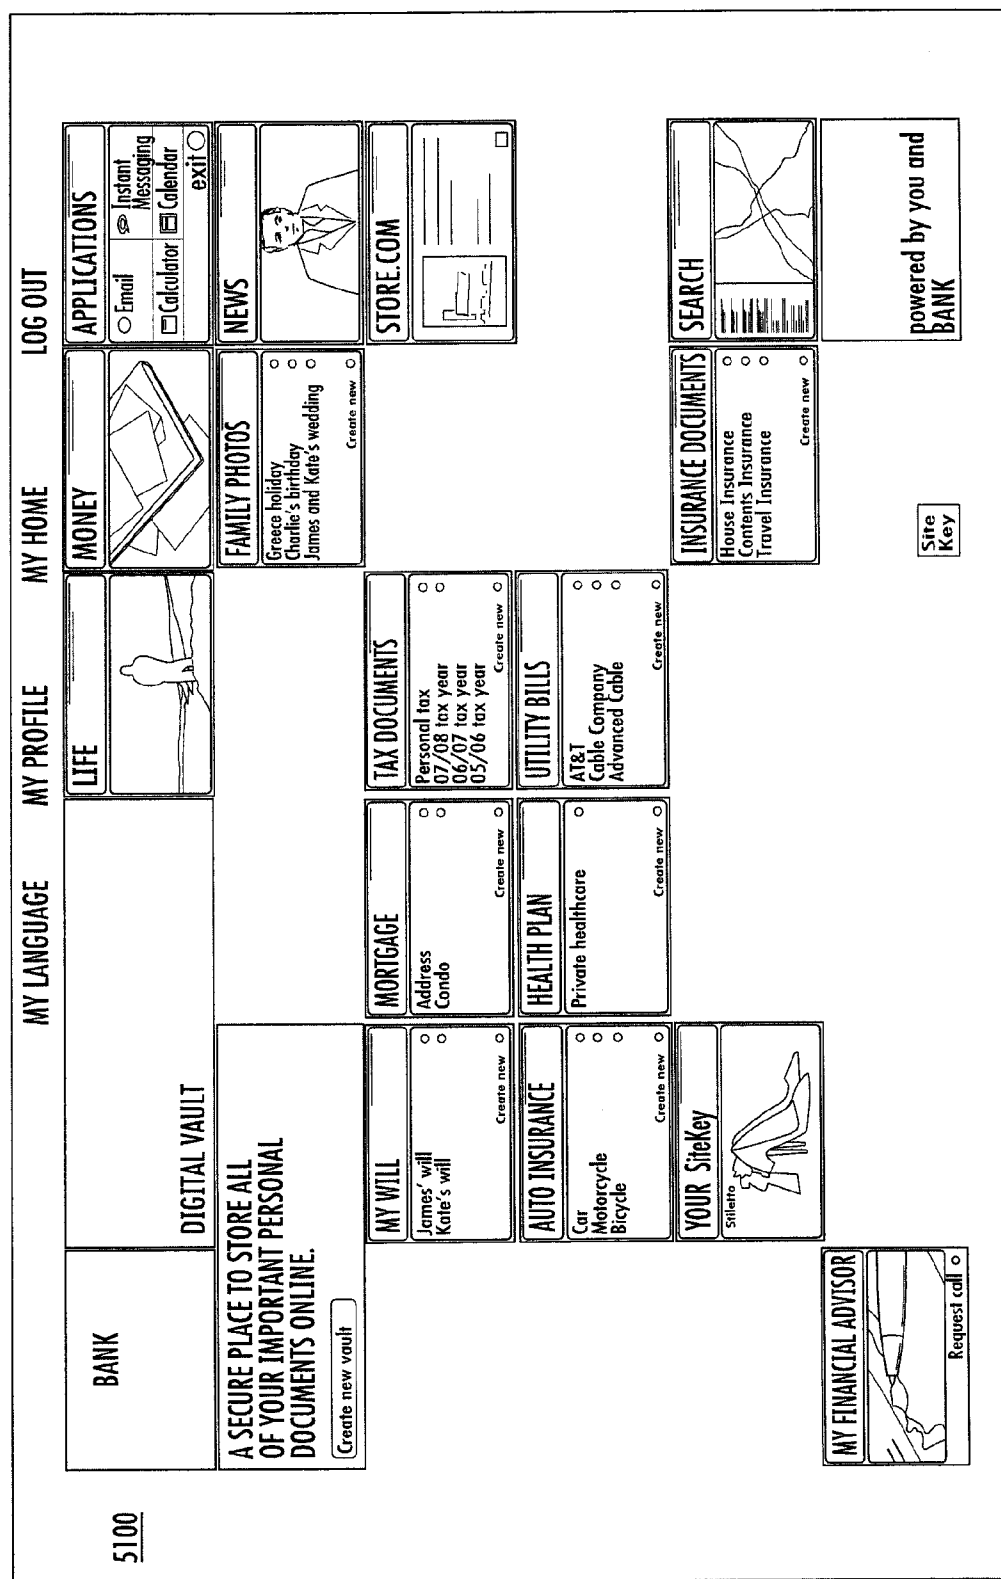 5100
MY LANGUAGE
MY PROFILE
MY HOME
LOG OUT
BANK
DIGITAL VAULT
LIFE
MONEY
APPLICATIONS
Email
Instant
Messaging
Calculator
Calendar
exit
A SECURE PLACE TO STORE ALL
OF YOUR IMPORTANT PERSONAL
DOCUMENTS ONLINE.
Create new vault
FAMILY PHOTOS
Greece holiday
Charlie's birthday
James and Kate's wedding
Create new
NEWS
MY WILL
James' will
Kate's will
Create new
MORTGAGE
Address
Condo
Create new
TAX DOCUMENTS
Personal tax
07/08 tax year
06/07 tax year
05/06 tax year
Create new
STORE.COM
AUTO INSURANCE
Car
Motorcycle
Bicycle
Create new
HEALTH PLAN
Private healthcare
Create new
UTILITY BILLS
AT&T
Cable Company
Advanced Cable
Create new
YOUR SiteKey
Stiletto
INSURANCE DOCUMENTS
House Insurance
Contents Insurance
Travel Insurance
Create new
SEARCH
MY FINANCIAL ADVISOR
Request call
Site
Key
powered by you and
BANK